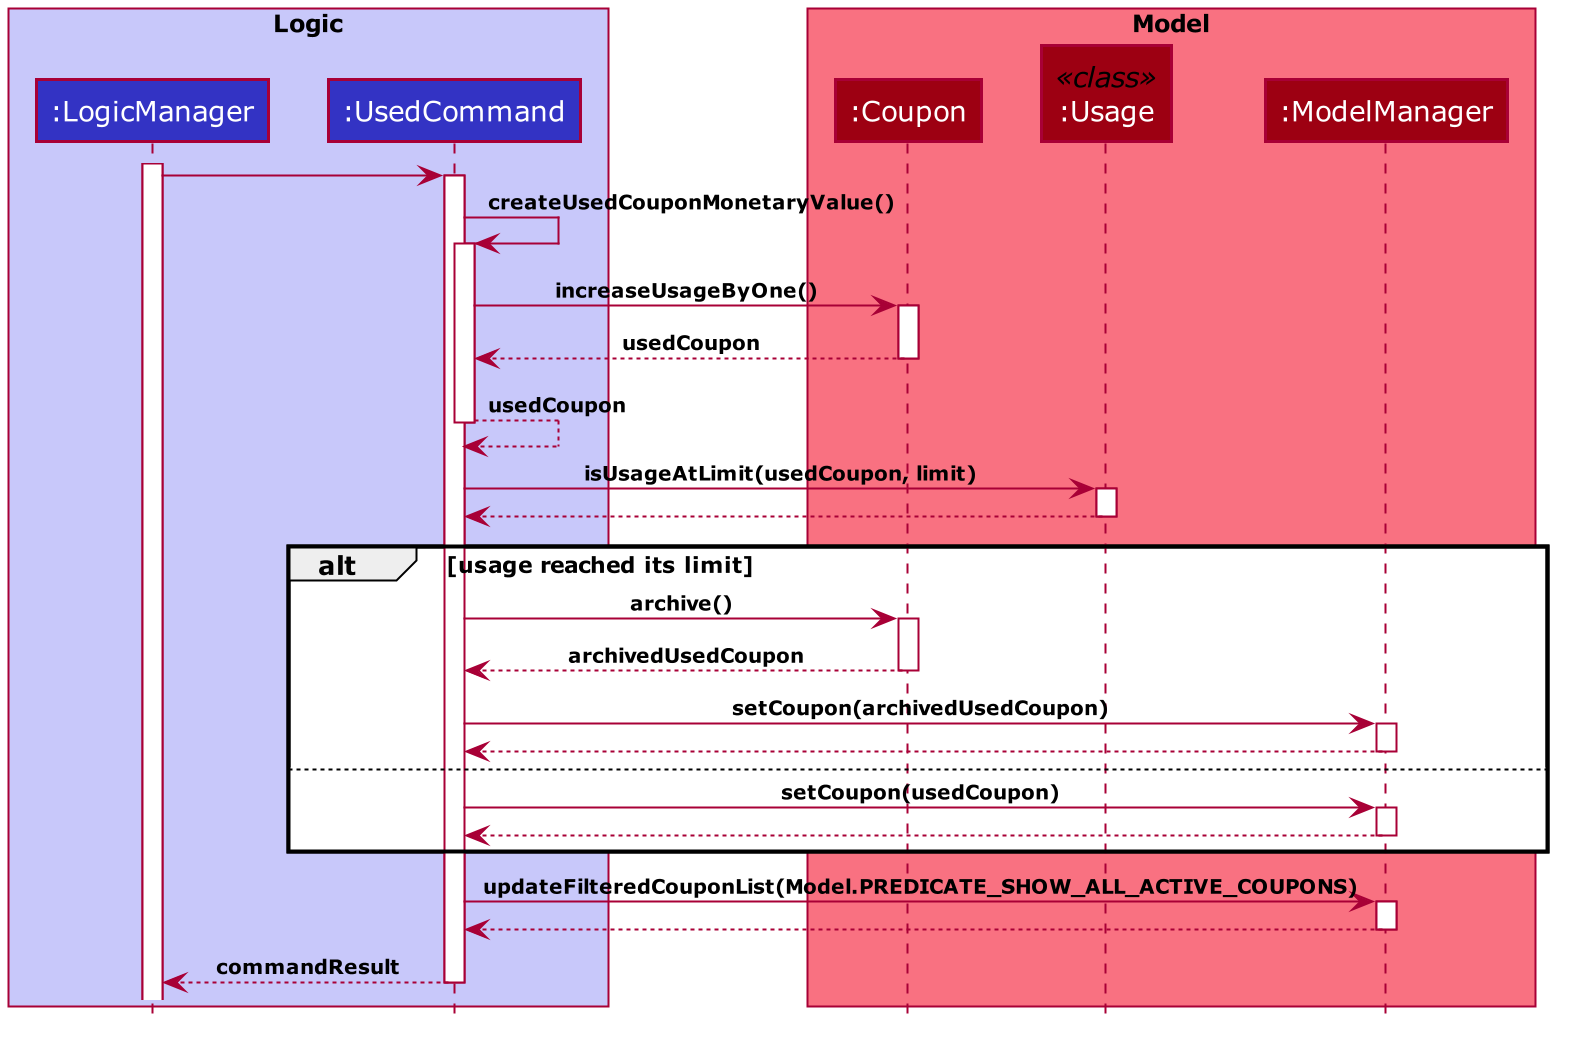 Logic
Model
:LogicManager
:UsedCommand
:Coupon
«class»
:Usage
:ModelManager
createUsedCouponMonetaryValue()
increaseUsageByOne()
usedCoupon
usedCoupon
isUsageAtLimit(usedCoupon, limit)
alt
[usage reached its limit]
archive()
archivedUsedCoupon
setCoupon(archivedUsedCoupon)
setCoupon(usedCoupon)
updateFilteredCouponList(Model.PREDICATE_SHOW_ALL_ACTIVE_COUPONS)
commandResult